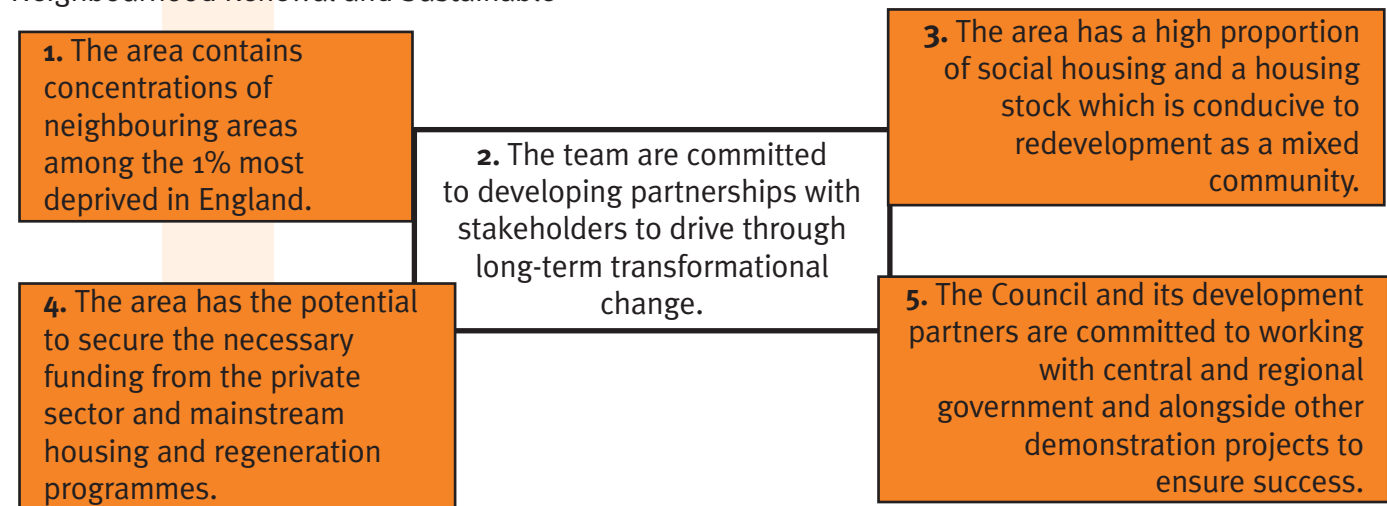 Neighbourhood Renewal and Sustainable
1. The area contains
concentrations of
neighbouring areas
among the 1% most
deprived in England.
2. The team are committed
to developing partnerships with
stakeholders to drive through
long-term transformational
change.
3. The area has a high proportion
of social housing and a housing
stock which is conducive to
redevelopment as a mixed
community.
4. The area has the potential
to secure the necessary
funding from the private
sector and mainstream
housing and regeneration
programmes.
5. The Council and its development
partners are committed to working
with central and regional
government and alongside other
demonstration projects to
ensure success.